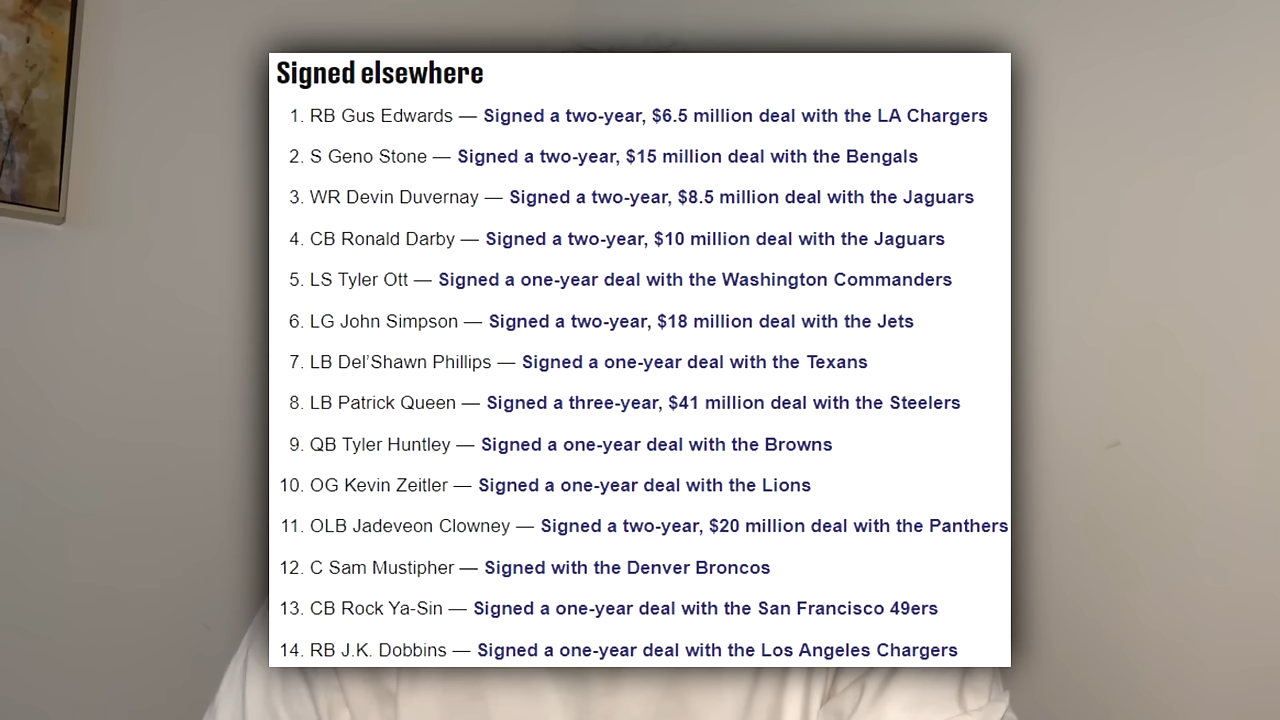 Signed elsewhere
1. RB Gus Edwards — Signed a two-year, $6.5 million deal with the LA Chargers
2. S Geno Stone — Signed a two-year, $15 million deal with the Bengals
3. WR Devin Duvernay — Signed a two-year, $8.5 million deal with the Jaguars
4. CB Ronald Darby — Signed a two-year, $10 million deal with the Jaguars
5. LS Tyler Ott — Signed a one-year deal with the Washington Commanders
6. LG John Simpson — Signed a two-year, $18 million deal with the Jets
7. LB Del’Shawn Phillips — Signed a one-year deal with the Texans
8. LB Patrick Queen — Signed a three-year, $41 million deal with the Steelers
9. QB Tyler Huntley — Signed a one-year deal with the Browns
10. OG Kevin Zeitler — Signed a one-year deal with the Lions
11. OLB Jadeveon Clowney — Signed a two-year, $20 million deal with the Panthers
12. C Sam Mustipher — Signed with the Denver Broncos
13. CB Rock Ya-Sin — Signed a one-year deal with the San Francisco 49ers
14. RB J.K. Dobbins — Signed a one-year deal with the Los Angeles Chargers